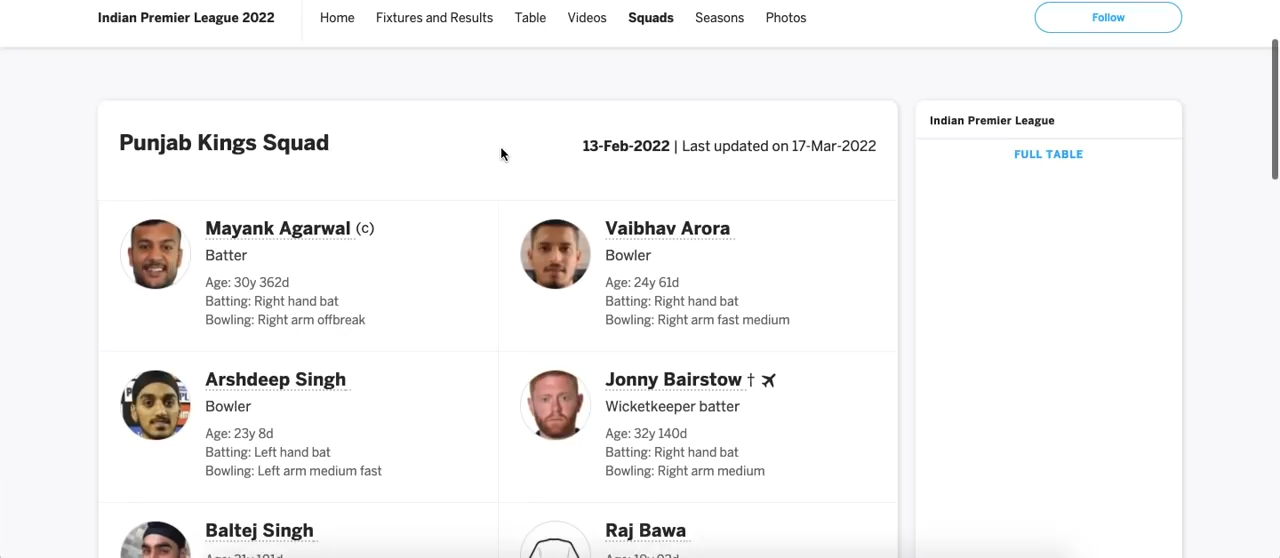 Indian Premier League 2022 Home Fixtures and Results Table Videos Squads Seasons Photos Follow
Punjab Kings Squad 13-Feb-2022 | Last updated on 17-Mar-2022
Indian Premier League
FULL TABLE
Mayank Agarwal (c)
Batter
Age: 30y 362d
Batting: Right hand bat
Bowling: Right arm offbreak
Vaibhav Arora
Bowler
Age: 24y 61d
Batting: Right hand bat
Bowling: Right arm fast medium
Arshdeep Singh
Bowler
Age: 23y 8d
Batting: Left hand bat
Bowling: Left arm medium fast
Jonny Bairstow †
Wicketkeeper batter
Age: 32y 140d
Batting: Right hand bat
Bowling: Right arm medium
Baltej Singh
Raj Bawa